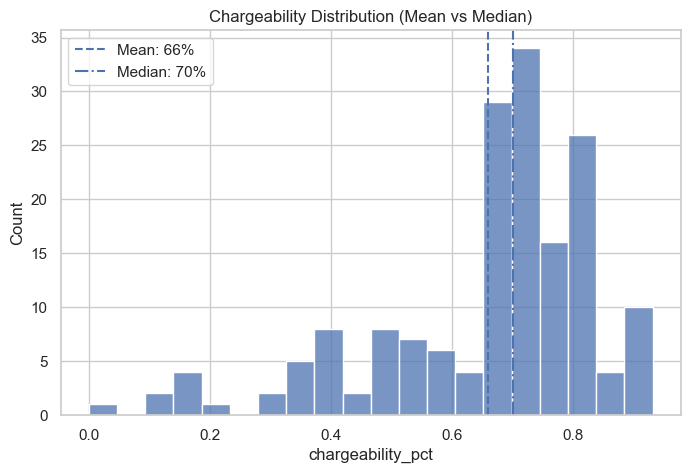 Chargeability Distribution (Mean vs Median)
Mean: 66%
Median: 70%
Count
35
30
25
20
15
10
5
0
0.0 0.2 0.4 0.6 0.8
chargeability_pct